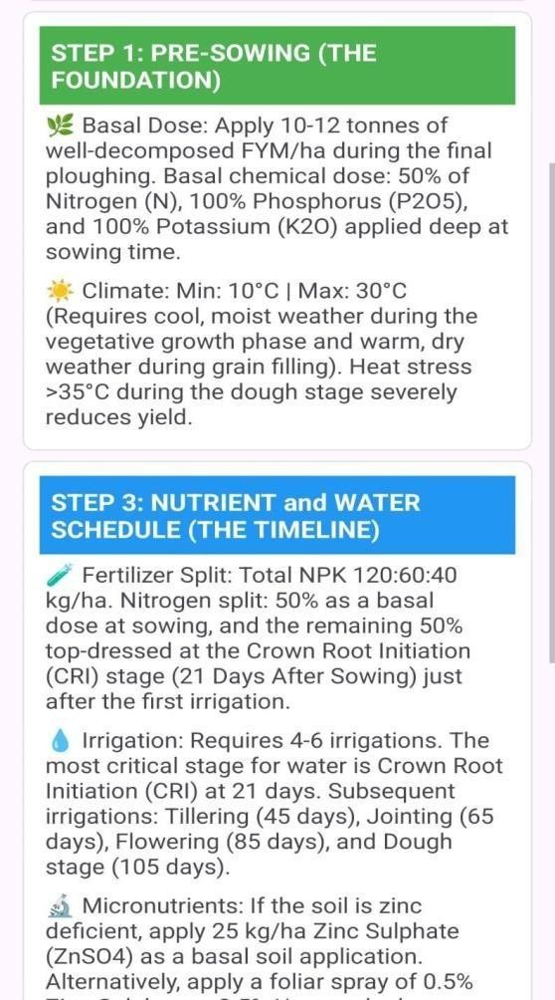 STEP 1: PRE-SOWING (THE
FOUNDATION)
🌿 Basal Dose: Apply 10-12 tonnes of
well-decomposed FYM/ha during the final
ploughing. Basal chemical dose: 50% of
Nitrogen (N), 100% Phosphorus (P2O5),
and 100% Potassium (K2O) applied deep at
sowing time.
☀️ Climate: Min: 10°C | Max: 30°C
(Requires cool, moist weather during the
vegetative growth phase and warm, dry
weather during grain filling). Heat stress
>35°C during the dough stage severely
reduces yield.
STEP 3: NUTRIENT and WATER
SCHEDULE (THE TIMELINE)
🧪 Fertilizer Split: Total NPK 120:60:40
kg/ha. Nitrogen split: 50% as a basal
dose at sowing, and the remaining 50%
top-dressed at the Crown Root Initiation
(CRI) stage (21 Days After Sowing) just
after the first irrigation.
💧 Irrigation: Requires 4-6 irrigations. The
most critical stage for water is Crown Root
Initiation (CRI) at 21 days. Subsequent
irrigations: Tillering (45 days), Jointing (65
days), Flowering (85 days), and Dough
stage (105 days).
🔬 Micronutrients: If the soil is zinc
deficient, apply 25 kg/ha Zinc Sulphate
(ZnSO4) as a basal soil application.
Alternatively, apply a foliar spray of 0.5%